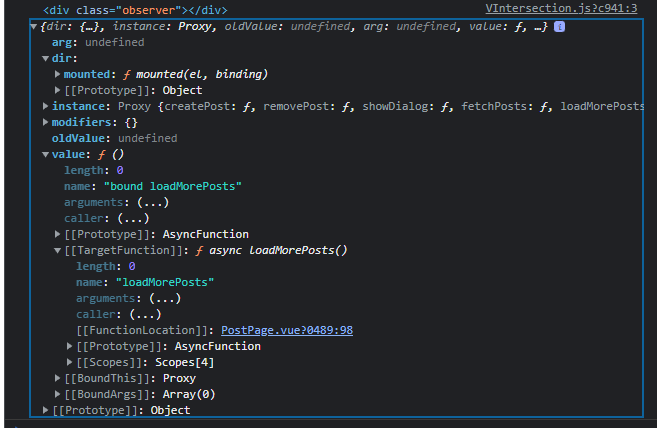 <div class="observer"></div> VIntersection.js?c941:3
{dir: {…}, instance: Proxy, oldValue: undefined, arg: undefined, value: ƒ, …} i
arg: undefined
dir:
mounted: ƒ mounted(el, binding)
[[Prototype]]: Object
instance: Proxy {createPost: ƒ, removePost: ƒ, showDialog: ƒ, fetchPosts: ƒ, loadMorePosts
modifiers: {}
oldValue: undefined
value: ƒ ()
length: 0
name: "bound loadMorePosts"
arguments: (...)
caller: (...)
[[Prototype]]: AsyncFunction
[[TargetFunction]]: ƒ async loadMorePosts()
length: 0
name: "loadMorePosts"
arguments: (...)
caller: (...)
[[FunctionLocation]]: PostPage.vue?0489:98
[[Prototype]]: AsyncFunction
[[Scopes]]: Scopes[4]
[[BoundThis]]: Proxy
[[BoundArgs]]: Array(0)
[[Prototype]]: Object